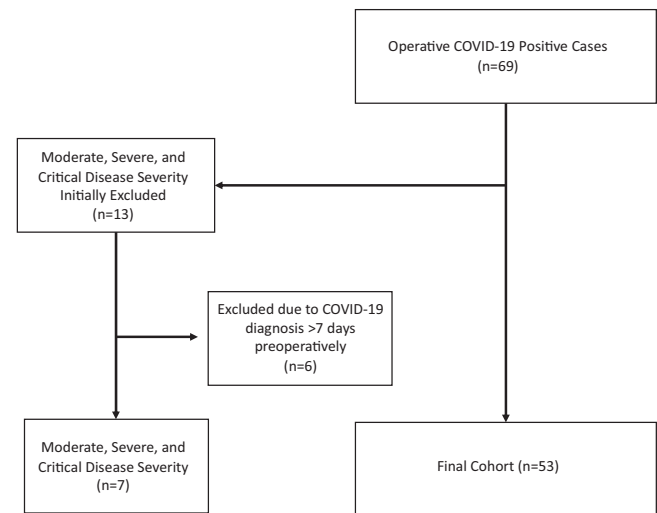 Operative COVID-19 Positive Cases
(n=69)
Moderate, Severe, and
Critical Disease Severity
Initially Excluded
(n=13)
Excluded due to COVID-19
diagnosis >7 days
preoperatively
(n=6)
Moderate, Severe, and
Critical Disease Severity
(n=7)
Final Cohort (n=53)